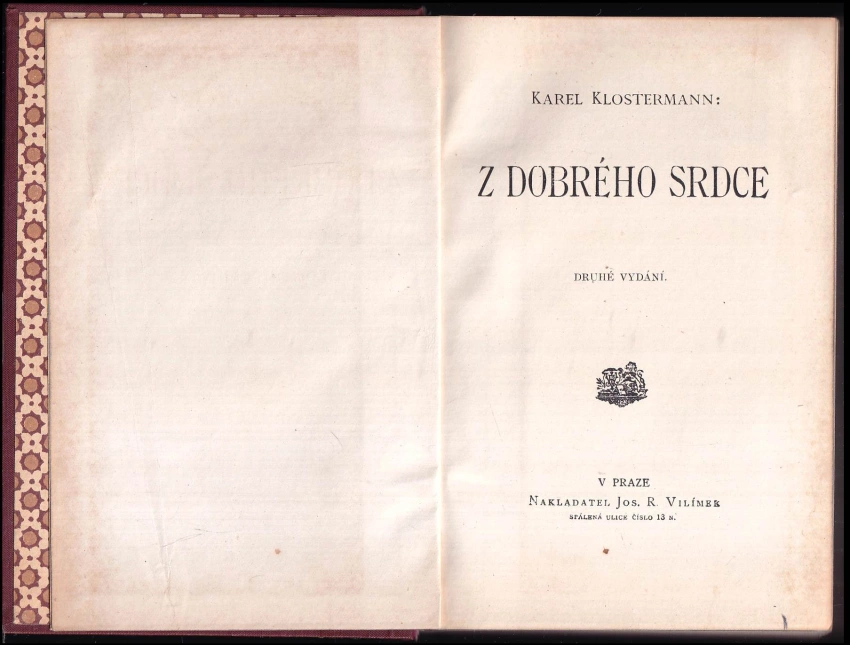 KAREL KLOSTERMANN:
Z DOBRÉHO SRDCE
DRUHÉ VYDÁNÍ.
V PRAZE
NAKLADATEL JOS. R. VILÍMEK
SPÁLENÁ ULICE ČÍSLO 13 N.